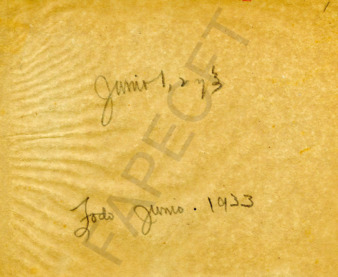 Junio 1, 2 y 3
Todo Junio. 1933
FAPECFT